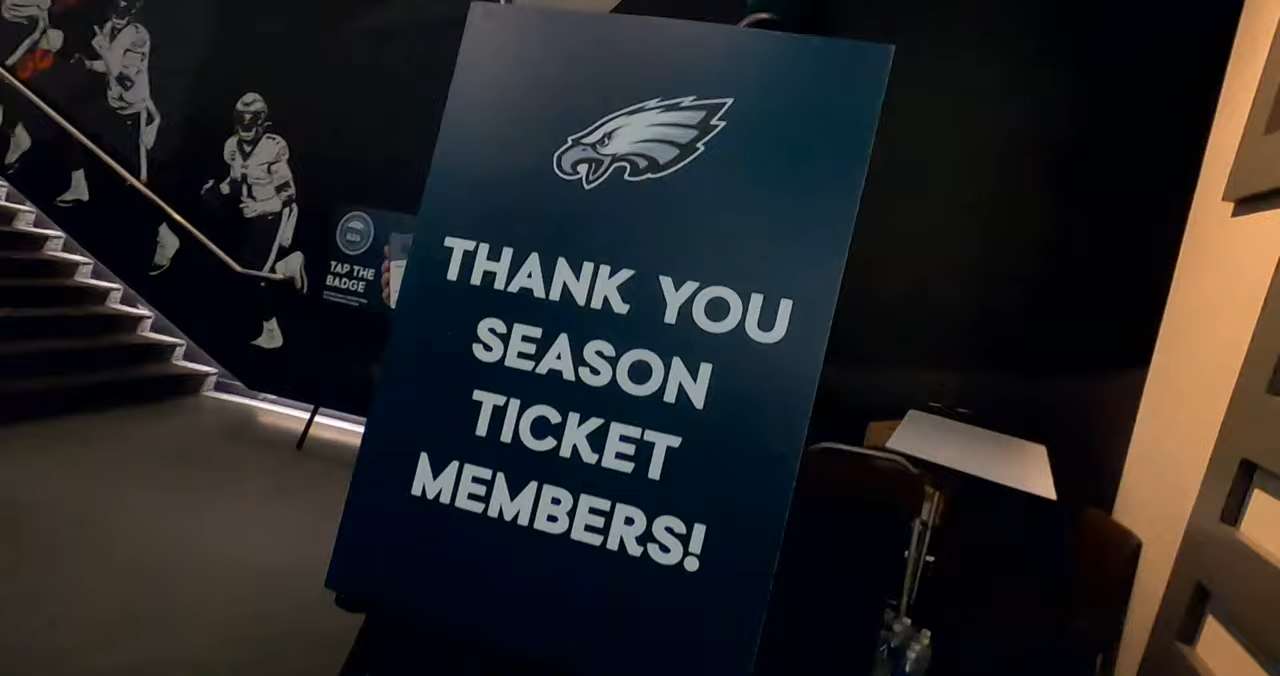 THANK YOU
SEASON
TICKET
MEMBERS!
TAP THE
BADGE